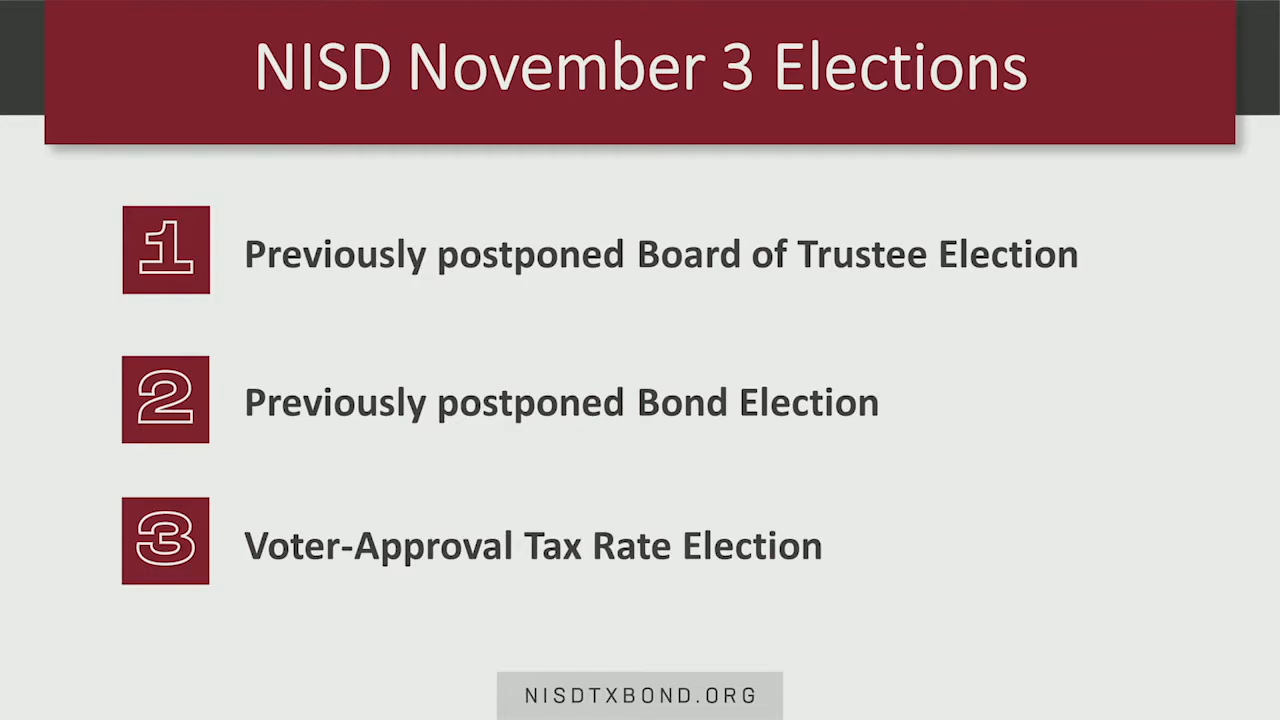 NISD November 3 Elections
1
Previously postponed Board of Trustee Election
2
Previously postponed Bond Election
3
Voter-Approval Tax Rate Election
NISDTXBOND.ORG